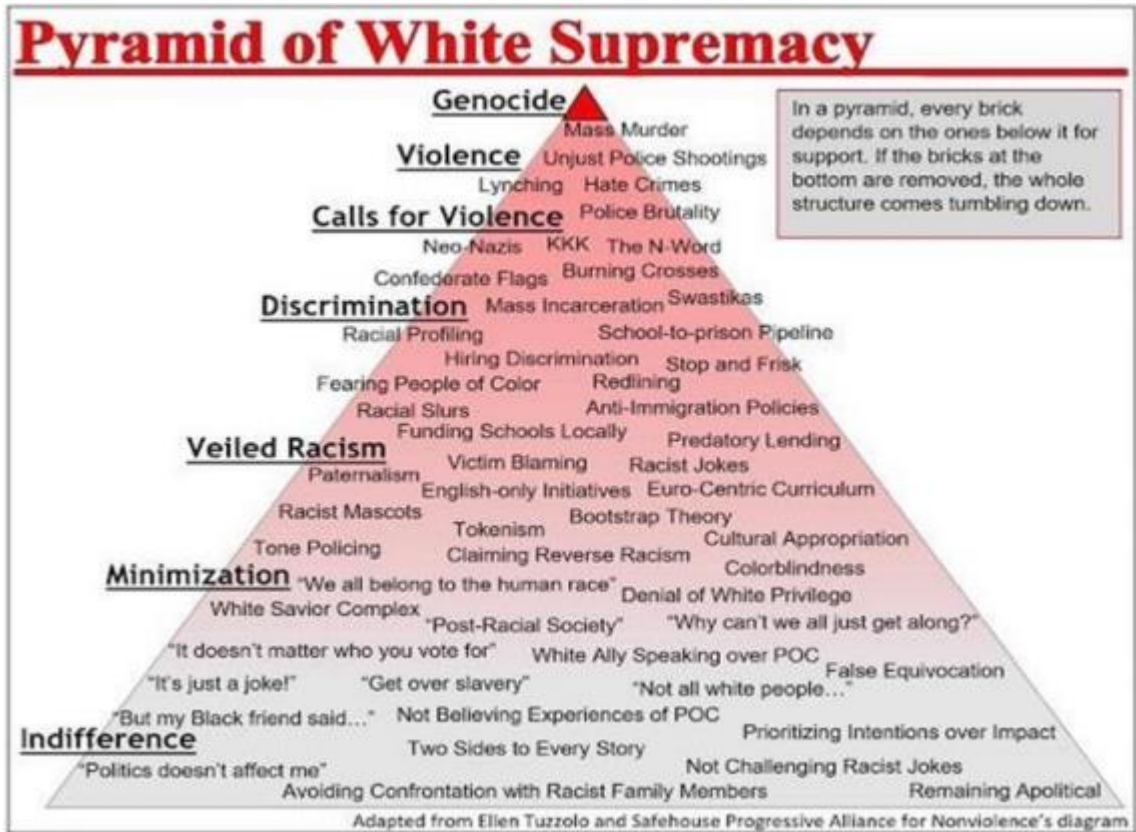 Pyramid of White Supremacy
Genocide
In a pyramid, every brick
depends on the ones below it for
support. If the bricks at the
bottom are removed, the whole
structure comes tumbling down.
Mass Murder
Violence Unjust Police Shootings
Lynching Hate Crimes
Calls for Violence Police Brutality
Neo-Nazis KKK The N-Word
Confederate Flags Burning Crosses
Discrimination Mass Incarceration Swastikas
Racial Profiling School-to-prison Pipeline
Hiring Discrimination Stop and Frisk
Fearing People of Color Redlining
Racial Slurs Anti-Immigration Policies
Funding Schools Locally Predatory Lending
Veiled Racism Victim Blaming Racist Jokes
Paternalism
English-only Initiatives Euro-Centric Curriculum
Racist Mascots Bootstrap Theory
Tokenism Cultural Appropriation
Tone Policing Claiming Reverse Racism
Colorblindness
Minimization "We all belong to the human race"
Denial of White Privilege
White Savior Complex
"Post-Racial Society" "Why can't we all just get along?"
"It doesn't matter who you vote for" White Ally Speaking over POC
False Equivocation
"It's just a joke!" "Get over slavery" "Not all white people..."
"But my Black friend said..." Not Believing Experiences of POC
Prioritizing Intentions over Impact
Indifference Two Sides to Every Story
"Politics doesn't affect me" Not Challenging Racist Jokes
Avoiding Confrontation with Racist Family Members Remaining Apolitical
Adapted from Ellen Tuzzolo and Safehouse Progressive Alliance for Nonviolence's diagram